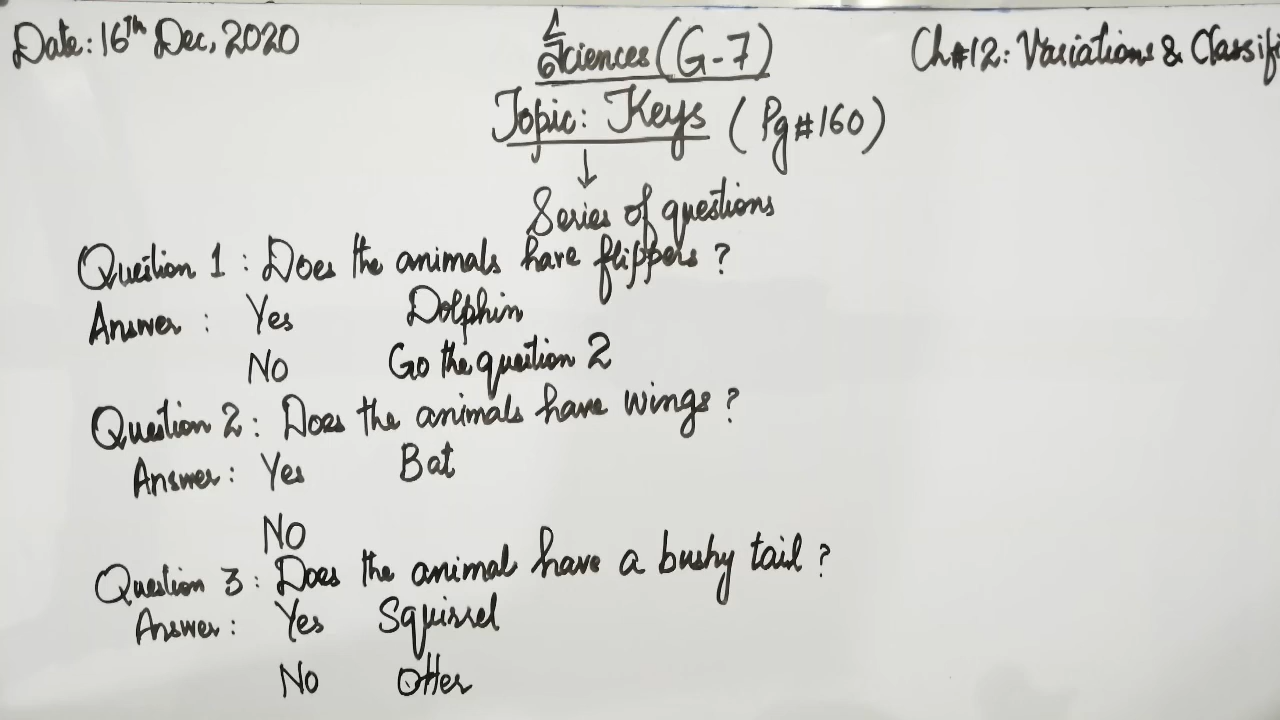 Date: 16th Dec, 2020
Sciences (G-7)
Ch#12: Variations & Classifi
Topic: Keys (Pg#160)
↓
Series of questions
Question 1 : Does the animals have flippers ?
Answer : Yes Dolphin
NO Go the question 2
Question 2 : Does the animals have wings ?
Answer : Yes Bat
NO
Question 3 : Does the animal have a bushy tail ?
Answer : Yes Squirrel
No Otter